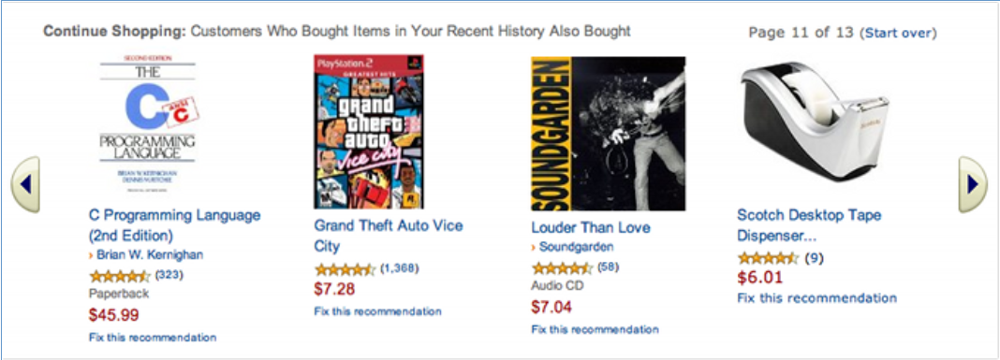 Continue Shopping: Customers Who Bought Items in Your Recent History Also Bought
Page 11 of 13 (Start over)
SECOND EDITION
THE
C
ANSI C
PROGRAMMING
LANGUAGE
BRIAN W. KERNIGHAN
DENNIS M. RITCHIE
C Programming Language
(2nd Edition)
› Brian W. Kernighan
(323)
Paperback
$45.99
Fix this recommendation
PlayStation.2
GREATEST HITS
grand
theft
auto
vice city
Grand Theft Auto Vice
City
(1,368)
$7.28
Fix this recommendation
SOUNDGARDEN
Louder Than Love
› Soundgarden
(58)
Audio CD
$7.04
Fix this recommendation
Scotch Desktop Tape
Dispenser...
(9)
$6.01
Fix this recommendation